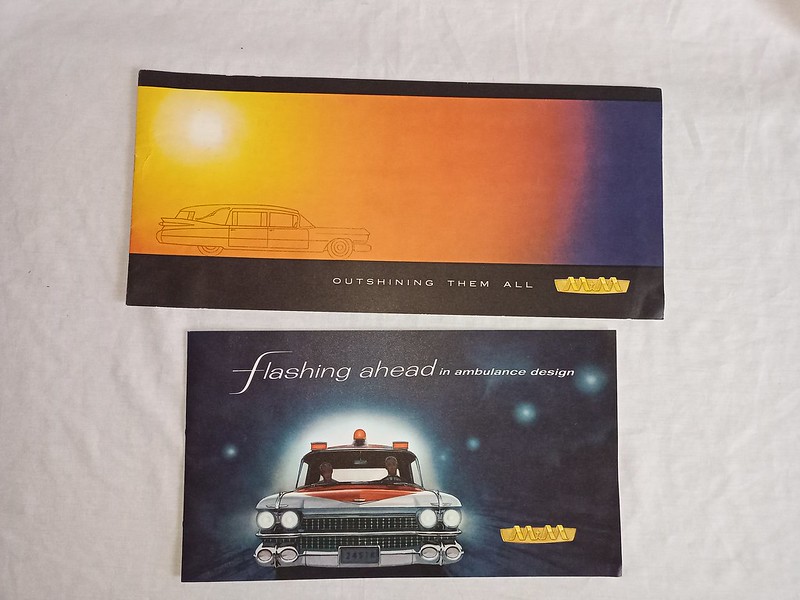 OUTSHINING THEM ALL
M&M
flashing ahead in ambulance design
M&M